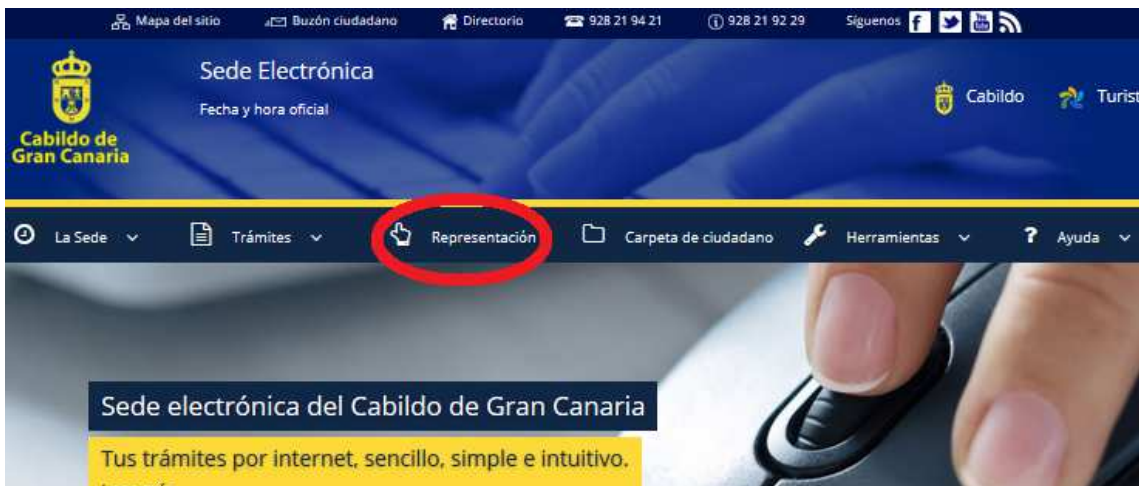 Mapa del sitio Buzón ciudadano Directorio 928 21 94 21 928 21 92 29 Síguenos
Sede Electrónica
Fecha y hora oficial
Cabildo de
Gran Canaria
Cabildo Turist
La Sede Trámites Representación Carpeta de ciudadano Herramientas ? Ayuda
Sede electrónica del Cabildo de Gran Canaria
Tus trámites por internet, sencillo, simple e intuitivo.